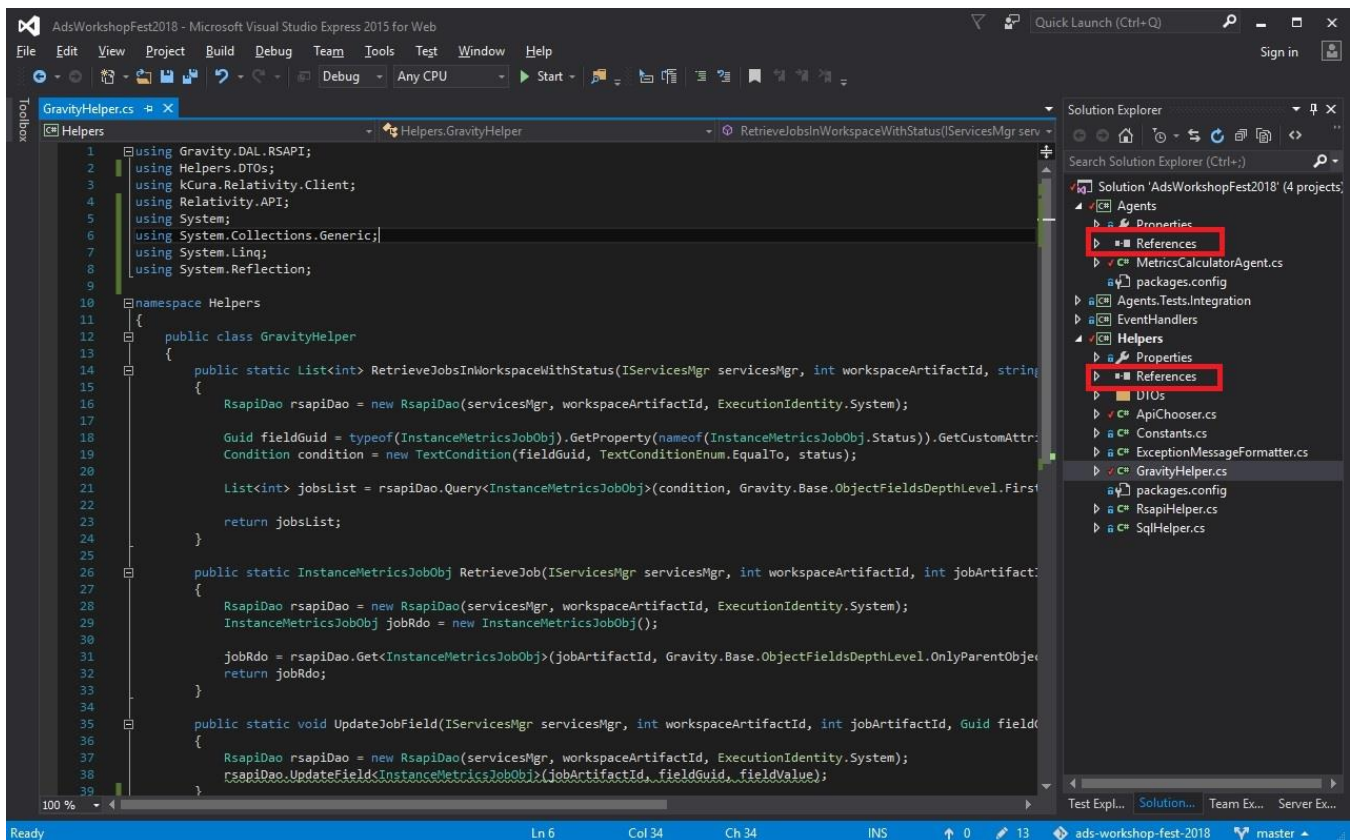 AdsWorkshopFest2018 - Microsoft Visual Studio Express 2015 for Web
Quick Launch (Ctrl+Q)
File Edit View Project Build Debug Team Tools Test Window Help
Sign in
Debug Any CPU Start
Toolbox
GravityHelper.cs
C# Helpers
Helpers.GravityHelper
RetrieveJobsInWorkspaceWithStatus(IServicesMgr serv
1 using Gravity.DAL.RSAPI;
2 using Helpers.DTOs;
3 using kCura.Relativity.Client;
4 using Relativity.API;
5 using System;
6 using System.Collections.Generic;
7 using System.Linq;
8 using System.Reflection;
9
10 namespace Helpers
11 {
12 public class GravityHelper
13 {
14 public static List<int> RetrieveJobsInWorkspaceWithStatus(IServicesMgr servicesMgr, int workspaceArtifactId, string
15 {
16 RsapiDao rsapiDao = new RsapiDao(servicesMgr, workspaceArtifactId, ExecutionIdentity.System);
17
18 Guid fieldGuid = typeof(InstanceMetricsJobObj).GetProperty(nameof(InstanceMetricsJobObj.Status)).GetCustomAttr
19 Condition condition = new TextCondition(fieldGuid, TextConditionEnum.EqualTo, status);
20
21 List<int> jobsList = rsapiDao.Query<InstanceMetricsJobObj>(condition, Gravity.Base.ObjectFieldsDepthLevel.First
22
23 return jobsList;
24 }
25
26 public static InstanceMetricsJobObj RetrieveJob(IServicesMgr servicesMgr, int workspaceArtifactId, int jobArtifactI
27 {
28 RsapiDao rsapiDao = new RsapiDao(servicesMgr, workspaceArtifactId, ExecutionIdentity.System);
29 InstanceMetricsJobObj jobRdo = new InstanceMetricsJobObj();
30
31 jobRdo = rsapiDao.Get<InstanceMetricsJobObj>(jobArtifactId, Gravity.Base.ObjectFieldsDepthLevel.OnlyParentObje
32 return jobRdo;
33 }
34
35 public static void UpdateJobField(IServicesMgr servicesMgr, int workspaceArtifactId, int jobArtifactId, Guid field
36 {
37 RsapiDao rsapiDao = new RsapiDao(servicesMgr, workspaceArtifactId, ExecutionIdentity.System);
38 rsapiDao.UpdateField<InstanceMetricsJobObj>(jobArtifactId, fieldGuid, fieldValue);
39 }
100 %
Solution Explorer
Search Solution Explorer (Ctrl+;)
Solution 'AdsWorkshopFest2018' (4 projects)
C# Agents
Properties
References
C# MetricsCalculatorAgent.cs
packages.config
C# Agents.Tests.Integration
C# EventHandlers
C# Helpers
Properties
References
DTOs
C# ApiChooser.cs
C# Constants.cs
C# ExceptionMessageFormatter.cs
C# GravityHelper.cs
packages.config
C# RsapiHelper.cs
C# SqlHelper.cs
Test Expl... Solution... Team Ex... Server Ex...
Ready Ln 6 Col 34 Ch 34 INS 0 13 ads-workshop-fest-2018 master